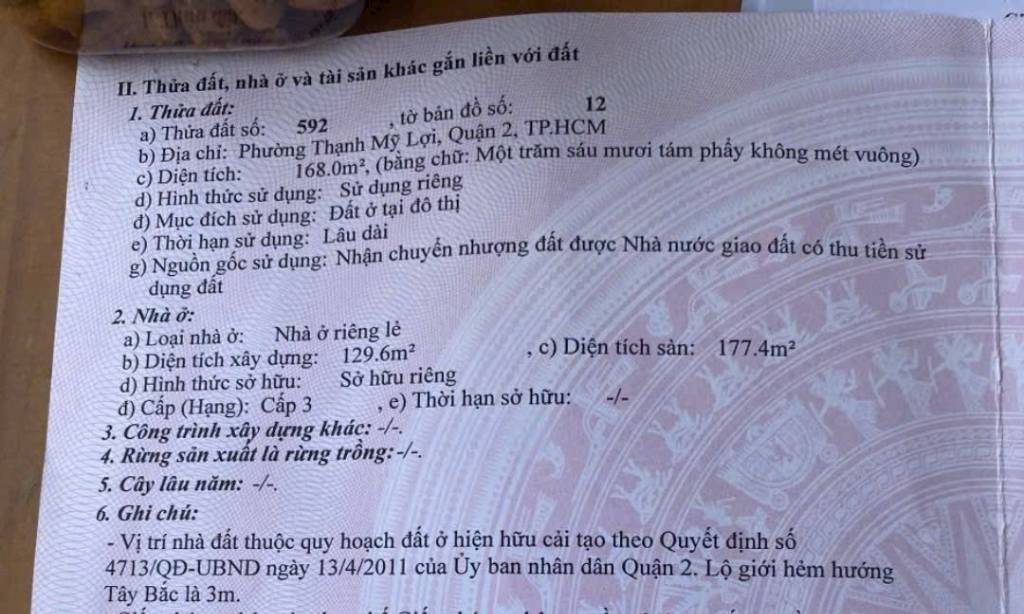 II. Thửa đất, nhà ở và tài sản khác gắn liền với đất
1. Thửa đất:
a) Thửa đất số: 592 , tờ bản đồ số: 12
b) Địa chỉ: Phường Thạnh Mỹ Lợi, Quận 2, TP.HCM
c) Diện tích: 168.0m², (bằng chữ: Một trăm sáu mươi tám phẩy không mét vuông)
d) Hình thức sử dụng: Sử dụng riêng
đ) Mục đích sử dụng: Đất ở tại đô thị
e) Thời hạn sử dụng: Lâu dài
g) Nguồn gốc sử dụng: Nhận chuyển nhượng đất được Nhà nước giao đất có thu tiền sử
dụng đất
2. Nhà ở:
a) Loại nhà ở: Nhà ở riêng lẻ
b) Diện tích xây dựng: 129.6m² , c) Diện tích sàn: 177.4m²
d) Hình thức sở hữu: Sở hữu riêng
đ) Cấp (Hạng): Cấp 3 , e) Thời hạn sở hữu: -/-
3. Công trình xây dựng khác: -/-.
4. Rừng sản xuất là rừng trồng: -/-.
5. Cây lâu năm: -/-.
6. Ghi chú:
- Vị trí nhà đất thuộc quy hoạch đất ở hiện hữu cải tạo theo Quyết định số
4713/QĐ-UBND ngày 13/4/2011 của Ủy ban nhân dân Quận 2. Lộ giới hẻm hướng
Tây Bắc là 3m.